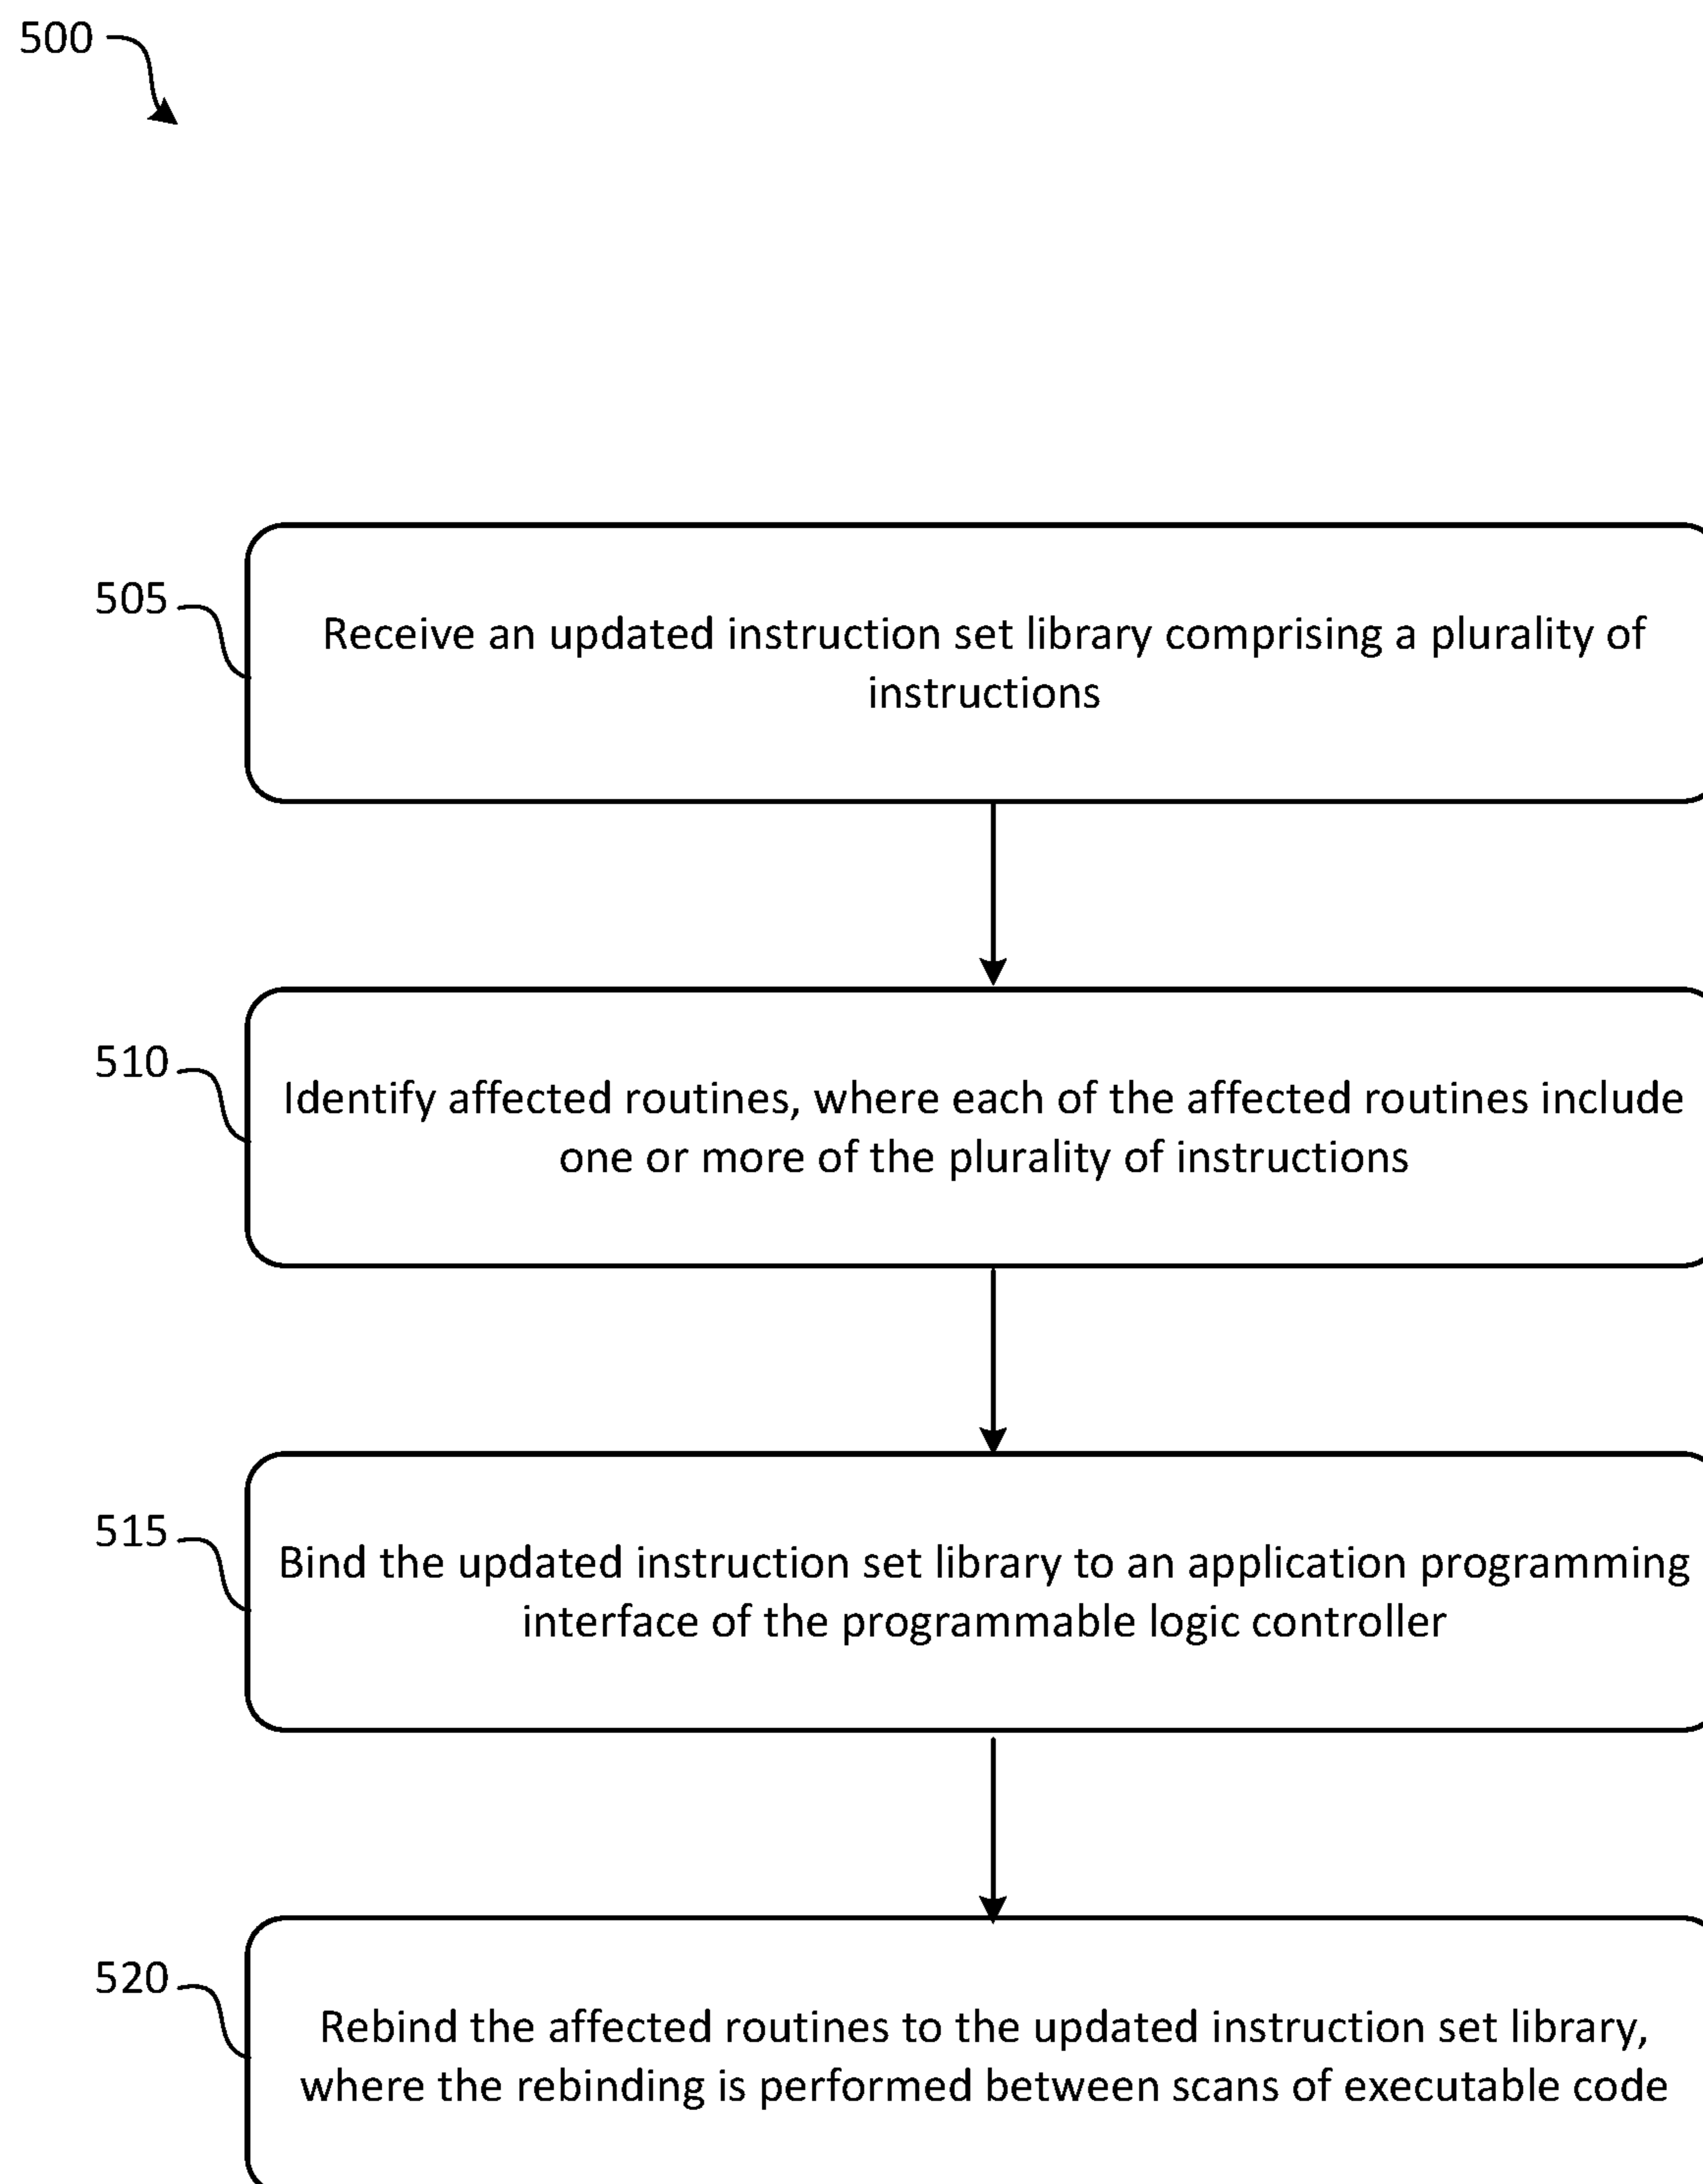 500
505
Receive an updated instruction set library comprising a plurality of
instructions
510
Identify affected routines, where each of the affected routines include
one or more of the plurality of instructions
515
Bind the updated instruction set library to an application programming
interface of the programmable logic controller
520
Rebind the affected routines to the updated instruction set library,
where the rebinding is performed between scans of executable code